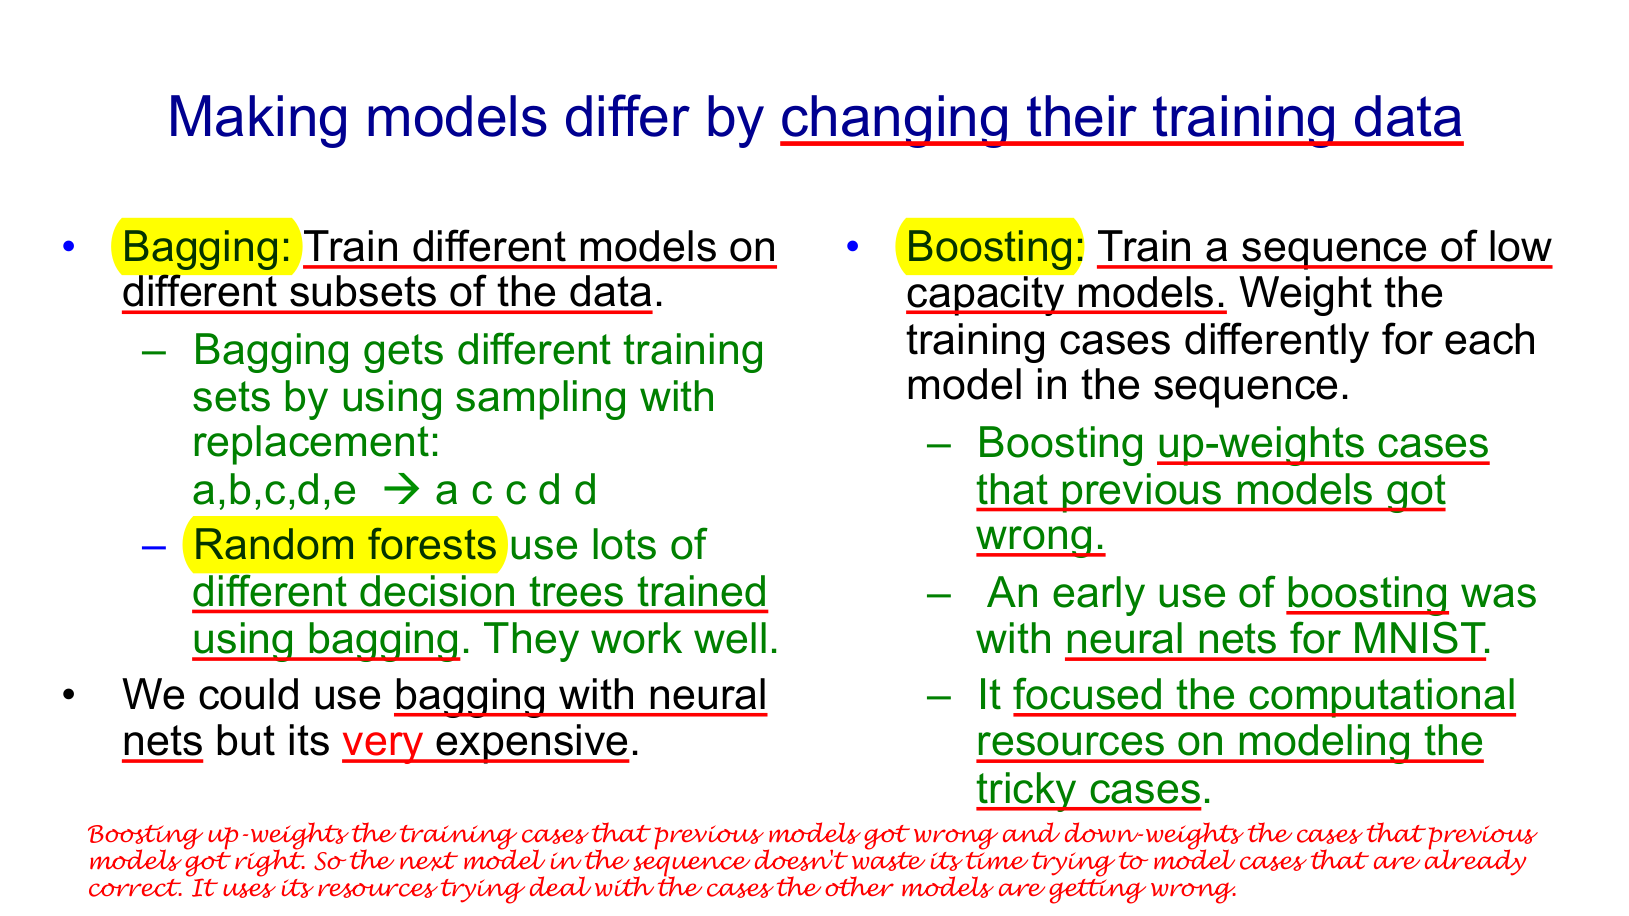 Making models differ by changing their training data
• Bagging: Train different models on
different subsets of the data.
– Bagging gets different training
sets by using sampling with
replacement:
a,b,c,d,e → a c c d d
– Random forests use lots of
different decision trees trained
using bagging. They work well.
• We could use bagging with neural
nets but its very expensive.
• Boosting: Train a sequence of low
capacity models. Weight the
training cases differently for each
model in the sequence.
– Boosting up-weights cases
that previous models got
wrong.
– An early use of boosting was
with neural nets for MNIST.
– It focused the computational
resources on modeling the
tricky cases.
Boosting up-weights the training cases that previous models got wrong and down-weights the cases that previous
models got right. So the next model in the sequence doesn't waste its time trying to model cases that are already
correct. It uses its resources trying deal with the cases the other models are getting wrong.